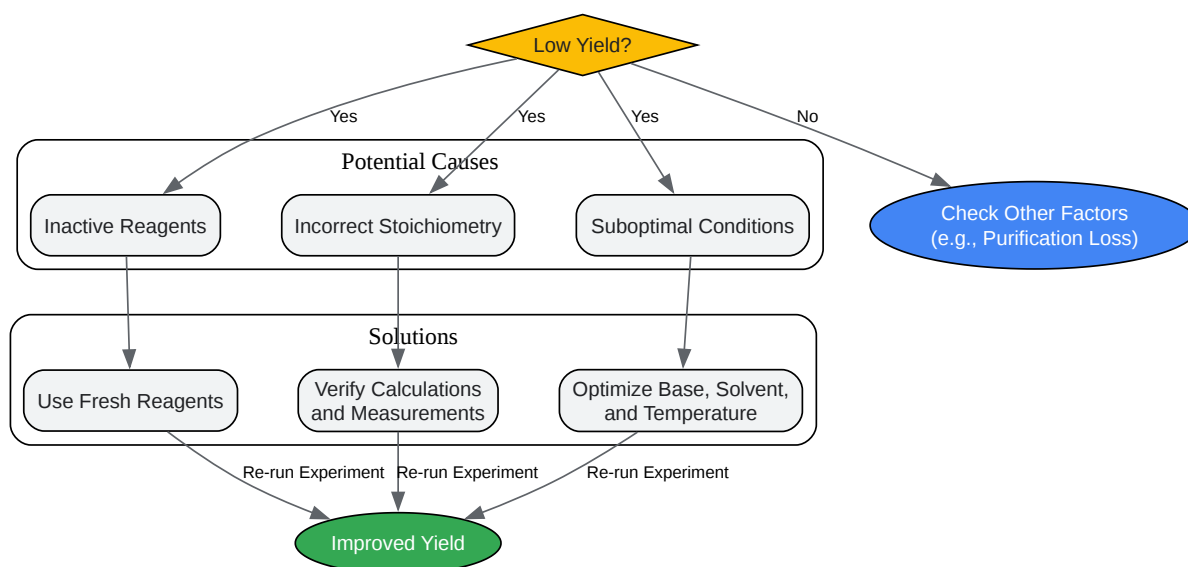 Low Yield?
Yes
Yes
Yes
No
Potential Causes
Inactive Reagents
Incorrect Stoichiometry
Suboptimal Conditions
Check Other Factors
(e.g., Purification Loss)
Solutions
Use Fresh Reagents
Verify Calculations
and Measurements
Optimize Base, Solvent,
and Temperature
Re-run Experiment
Re-run Experiment
Re-run Experiment
Improved Yield